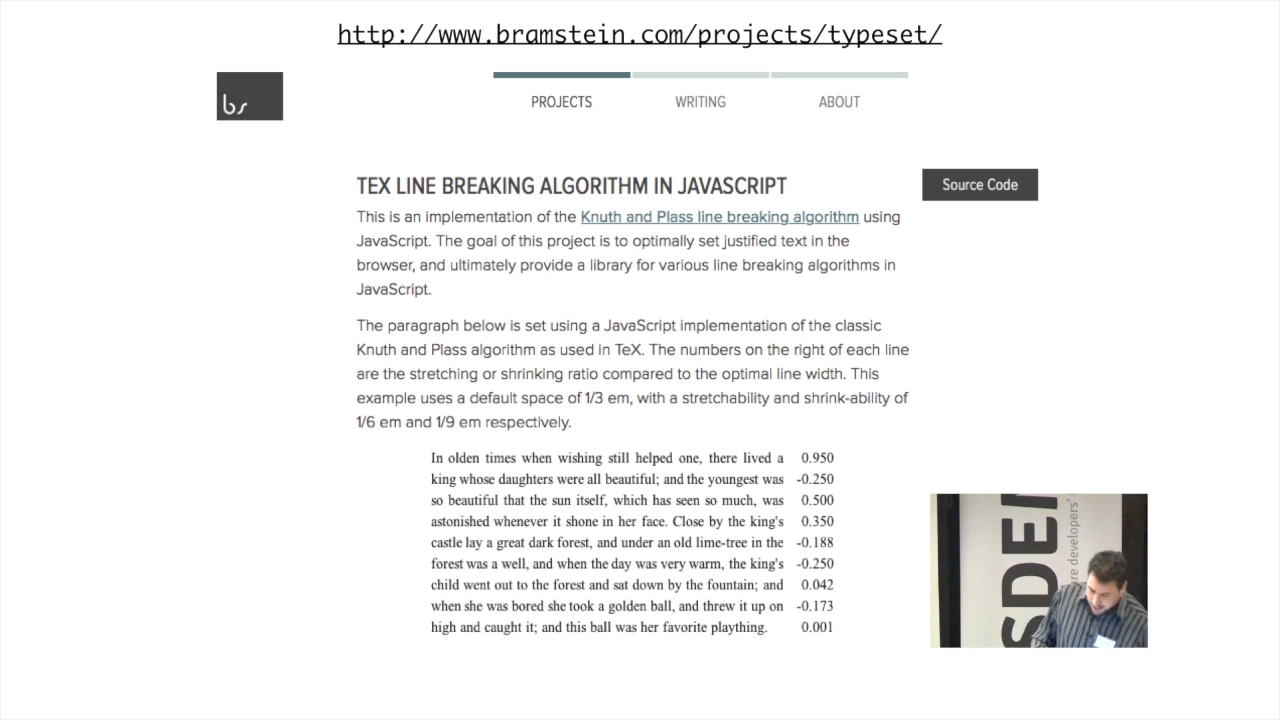 http://www.bramstein.com/projects/typeset/
bs
PROJECTS WRITING ABOUT
TEX LINE BREAKING ALGORITHM IN JAVASCRIPT
Source Code
This is an implementation of the Knuth and Plass line breaking algorithm using
JavaScript. The goal of this project is to optimally set justified text in the
browser, and ultimately provide a library for various line breaking algorithms in
JavaScript.
The paragraph below is set using a JavaScript implementation of the classic
Knuth and Plass algorithm as used in TeX. The numbers on the right of each line
are the stretching or shrinking ratio compared to the optimal line width. This
example uses a default space of 1/3 em, with a stretchability and shrink-ability of
1/6 em and 1/9 em respectively.
In olden times when wishing still helped one, there lived a 0.950
king whose daughters were all beautiful; and the youngest was -0.250
so beautiful that the sun itself, which has seen so much, was 0.500
astonished whenever it shone in her face. Close by the king's 0.350
castle lay a great dark forest, and under an old lime-tree in the -0.188
forest was a well, and when the day was very warm, the king's -0.250
child went out to the forest and sat down by the fountain; and 0.042
when she was bored she took a golden ball, and threw it up on -0.173
high and caught it; and this ball was her favorite plaything. 0.001
SDE
re developers'